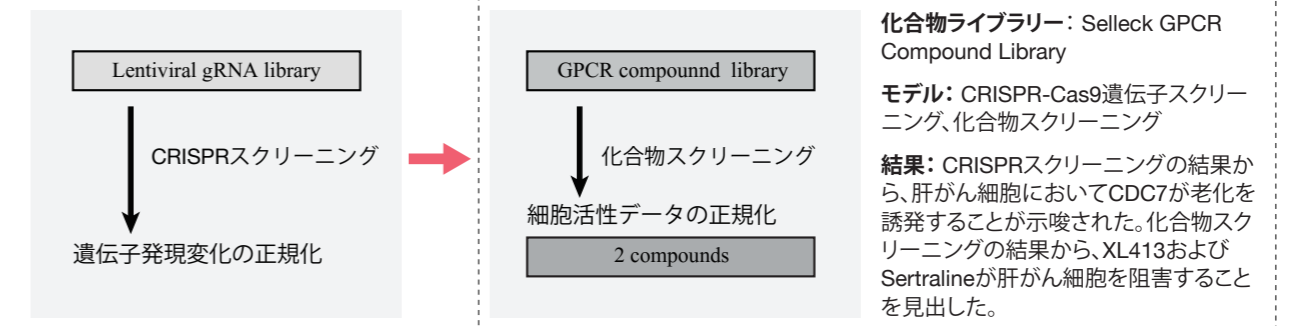 Lentiviral gRNA library
CRISPRスクリーニング
遺伝子発現変化の正規化
GPCR compounnd library
化合物スクリーニング
細胞活性データの正規化
2 compounds
化合物ライブラリー: Selleck GPCR
Compound Library
モデル: CRISPR-Cas9遺伝子スクリー
ニング、化合物スクリーニング
結果: CRISPRスクリーニングの結果か
ら、肝がん細胞においてCDC7が老化を
誘発することが示唆された。化合物スク
リーニングの結果から、XL413および
Sertralineが肝がん細胞を阻害すること
を見出した。